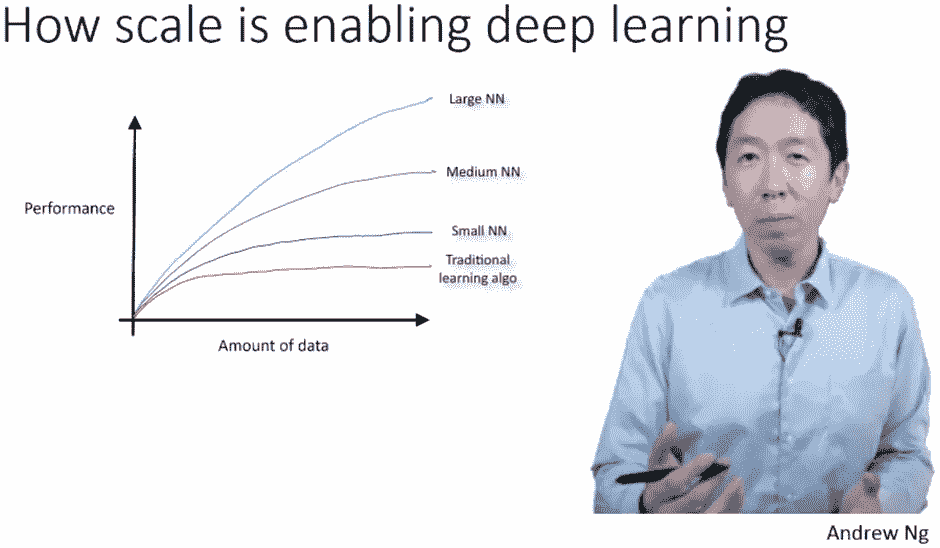 How scale is enabling deep learning
Large NN
Medium NN
Performance
Small NN
Traditional
learning algo
Amount of data
Andrew Ng